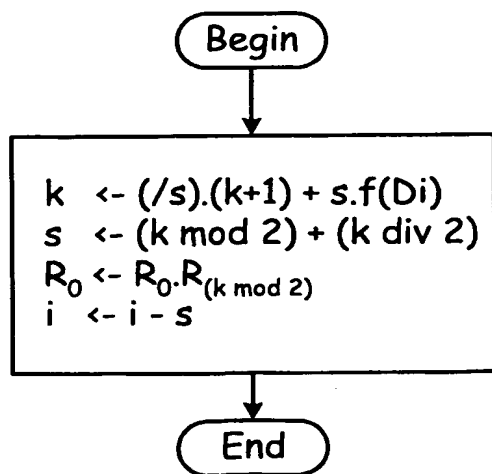 Begin
k <- (/s).(k+1) + s.f(Di)
s <- (k mod 2) + (k div 2)
R₀ <- R₀.R₍ₖ ₘₒ𝒹 ₂₎
i <- i - s
End